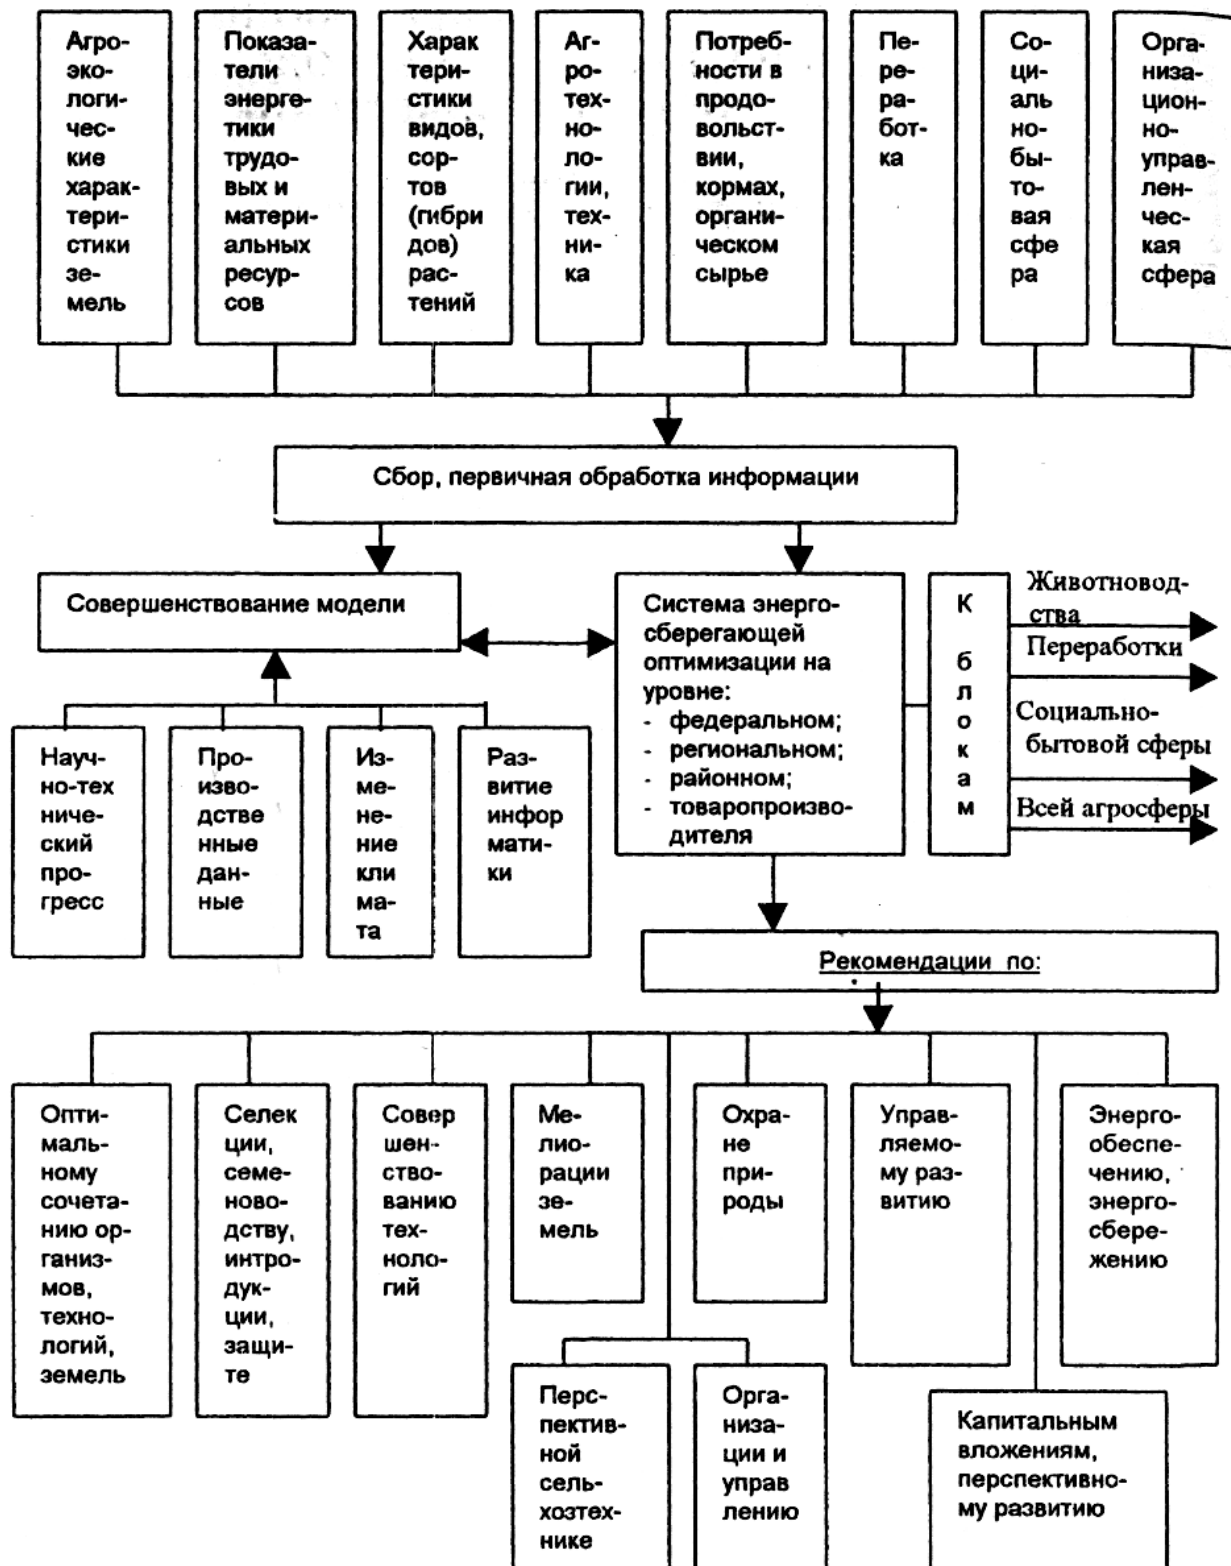 Агро-
эко-
логи-
чес-
кие
харак-
тери-
стики
зе-
мель
Показа-
тели
энерге-
тики
трудо-
вых и
матери-
альных
ресур-
сов
Харак
тери-
стики
видов,
сор-
тов
(гибри
дов)
рас-
тений
Аг-
ро-
тех-
но-
ло-
гии,
тех-
ни-
ка
Потреб-
ности в
продо-
вольст-
вии,
кормах,
органи-
ческом
сырье
Пе-
ре-
ра-
бот-
ка
Со-
ци-
аль
но-
бы-
то-
вая
сфе
ра
Орга-
низа-
цион-
но-
управ-
лен-
чес-
кая
сфера
Сбор, первичная обработка информации
Совершенствование модели
Система энерго-
сберегающей
оптимизации на
уровне:
- федеральном;
- региональном;
- районном;
- товаропроизво-
дителя
К
б
л
о
к
а
м
Животновод-
ства
Переработки
Социально-
бытовой сферы
Всей агросферы
Науч-
но-тех
ниче-
ский
про-
гресс
Про-
изво-
дстве
нные
дан-
ные
Из-
ме-
не-
ние
кли
ма-
та
Раз-
витие
инфор
мати-
ки
Рекомендации по:
Опти-
маль-
ному
сочета-
нию ор-
ганиз-
мов,
техно-
логий,
земель
Селек
ции,
семе-
ново-
дству,
интро-
дук-
ции,
защи-
те
Совер
шен-
ство-
ванию
тех-
ноло-
гий
Ме-
лио-
рации
зе-
мель
Охра-
не
при-
роды
Управ-
ляемо-
му раз-
витию
Энерго-
обеспе-
чению,
энерго-
сбере-
жению
Перс-
пектив-
ной
сель-
хозтех-
нике
Орга-
низа-
ции и
управ
лению
Капитальным
вложениям,
перспективно-
му развитию